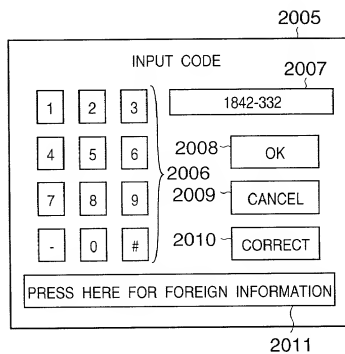 2005
INPUT CODE
2007
1 2 3
1842-332
4 5 6
2008
OK
2006
7 8 9
2009
CANCEL
2010
- 0 #
CORRECT
PRESS HERE FOR FOREIGN INFORMATION
2011